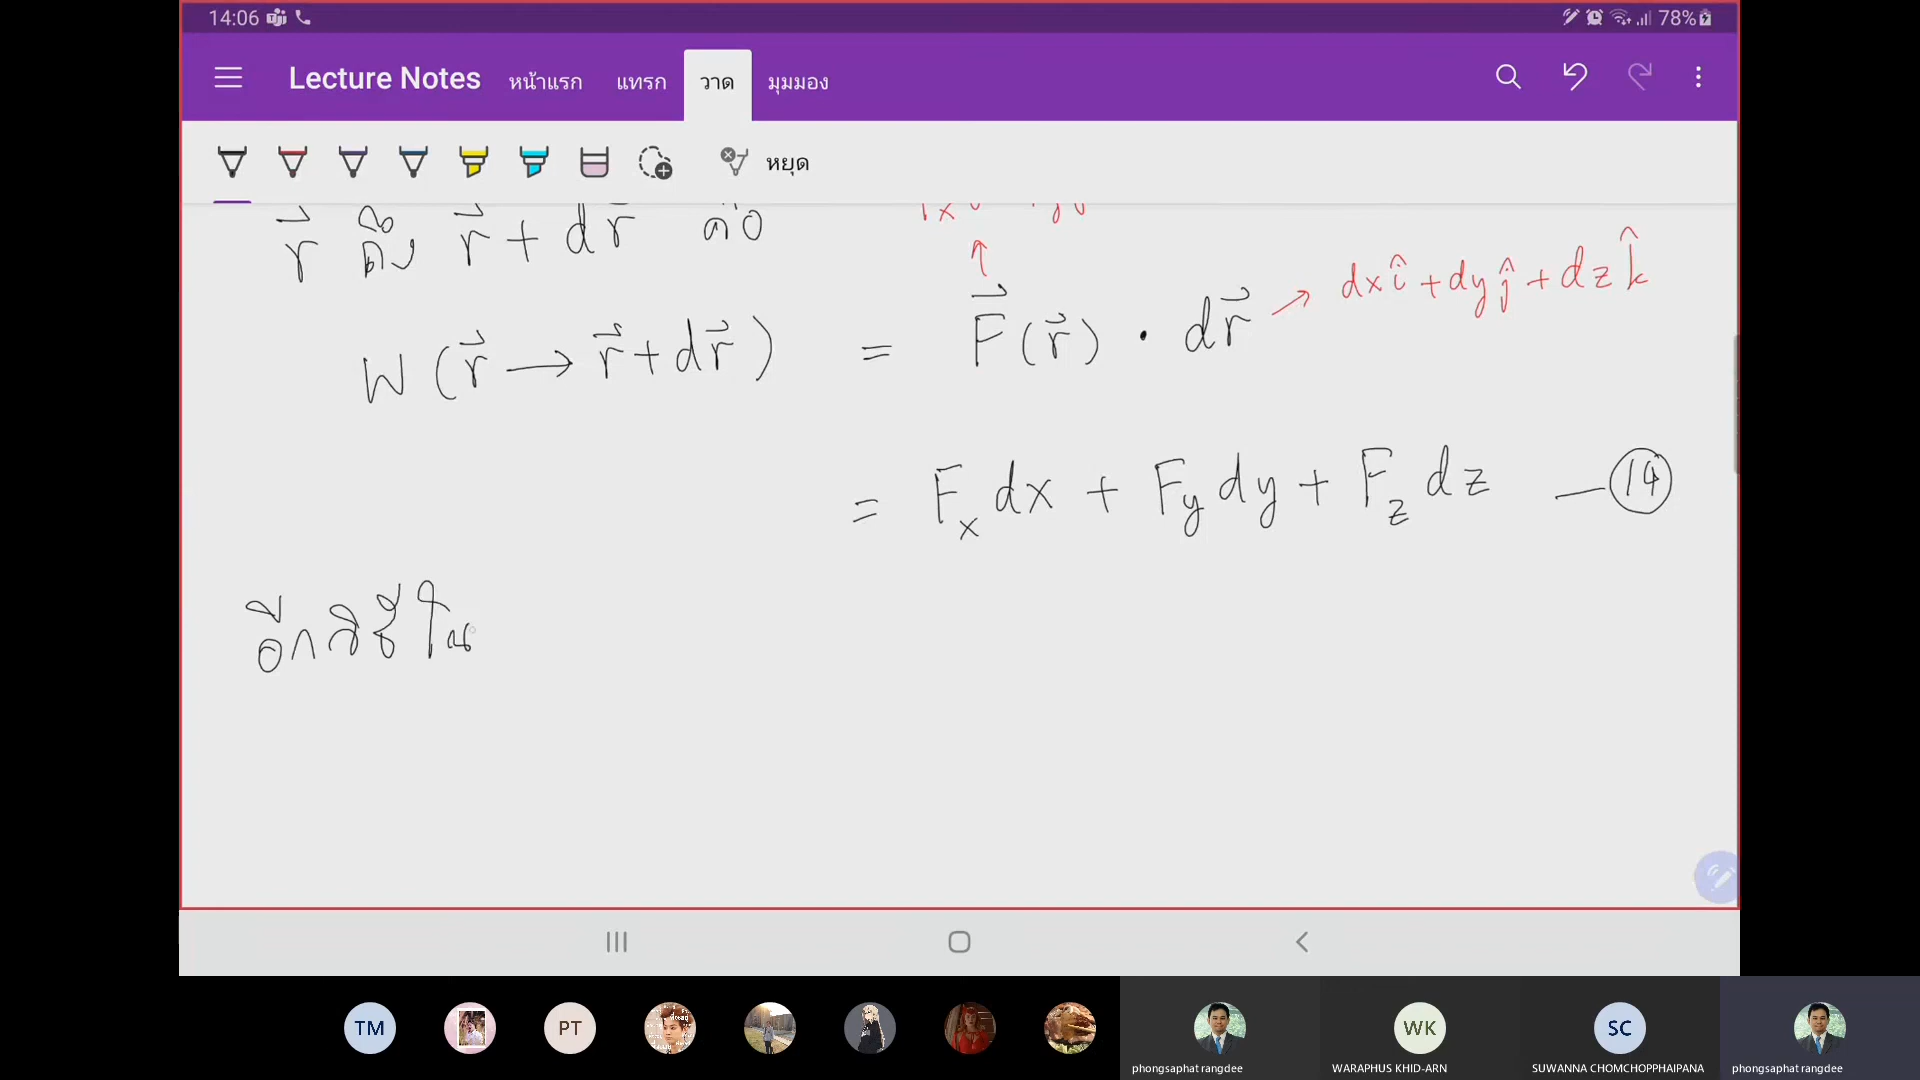 14:06 78%
Lecture Notes หน้าแรก แทรก วาด มุมมอง
หยุด
r⃗ ถึง r⃗ + dr⃗ คือ
dx î + dy ĵ + dz k̂
W (r⃗ → r⃗ + dr⃗) = F⃗(r⃗) · dr⃗
= F_x dx + F_y dy + F_z dz — ⑭
อีกวิธีใน
TM PT WK SC
phongsaphat rangdee WARAPHUS KHID-ARN SUWANNA CHOMCHOPPHAIPANA phongsaphat rangdee